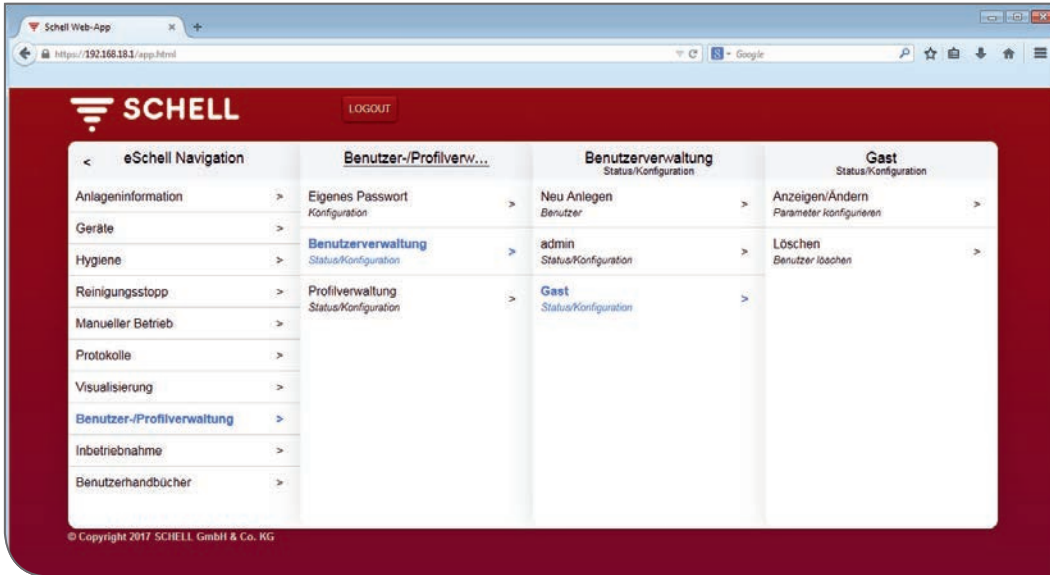 Schell Web-App
https://192.168.18.1/app.html
Google
SCHELL
LOGOUT
eSchell Navigation
Anlageninformation
Geräte
Hygiene
Reinigungsstopp
Manueller Betrieb
Protokolle
Visualisierung
Benutzer-/Profilverwaltung
Inbetriebnahme
Benutzerhandbücher
Benutzer-/Profilverw...
Eigenes Passwort
Konfiguration
Benutzerverwaltung
Status/Konfiguration
Profilverwaltung
Status/Konfiguration
Benutzerverwaltung
Status/Konfiguration
Neu Anlegen
Benutzer
admin
Status/Konfiguration
Gast
Status/Konfiguration
Gast
Status/Konfiguration
Anzeigen/Ändern
Parameter konfigurieren
Löschen
Benutzer löschen
© Copyright 2017 SCHELL GmbH & Co. KG